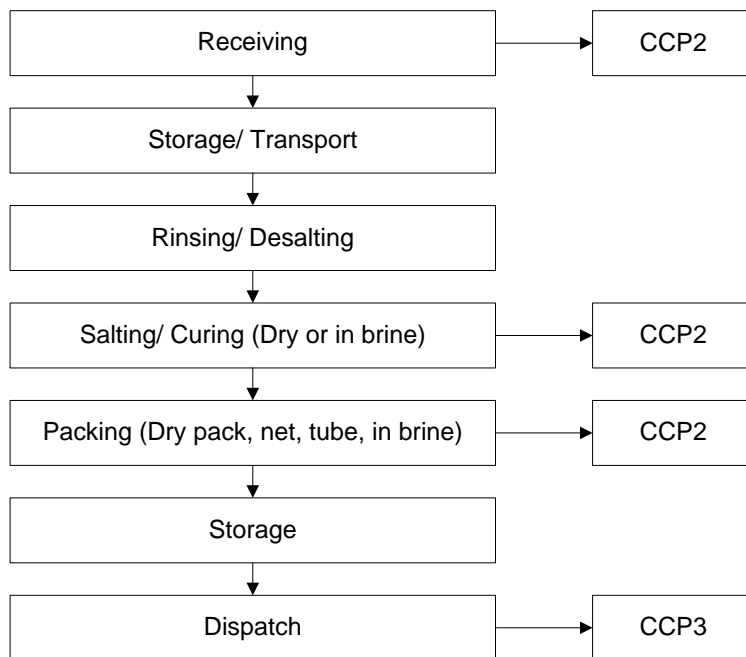 Receiving
CCP2
Storage/ Transport
Rinsing/ Desalting
Salting/ Curing (Dry or in brine)
CCP2
Packing (Dry pack, net, tube, in brine)
CCP2
Storage
Dispatch
CCP3